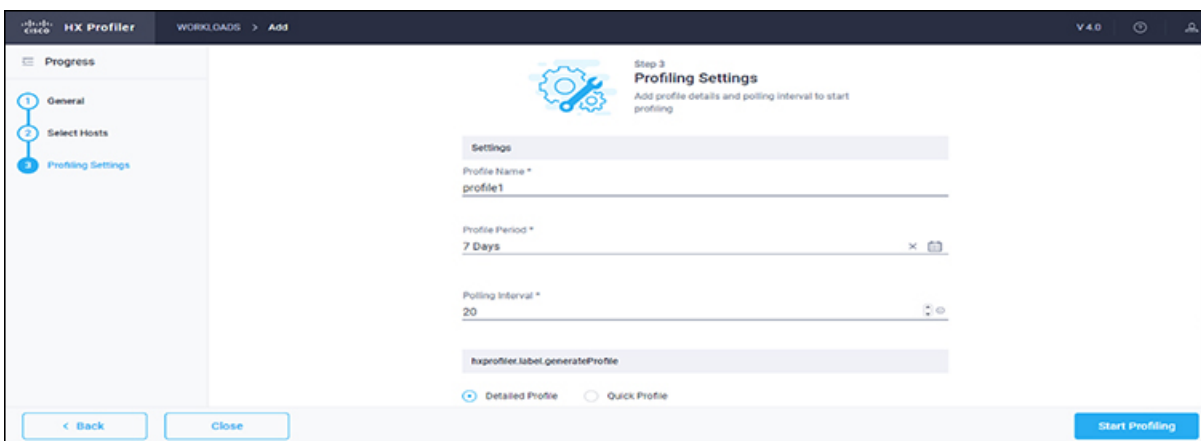 CISCO HX Profiler WORKLOADS > Add V 4.0
Progress
1 General
2 Select Hosts
3 Profiling Settings
Step 3
Profiling Settings
Add profile details and polling interval to start
profiling
Settings
Profile Name *
profile1
Profile Period *
7 Days
Polling Interval *
20
hxprofiler.label.generateProfile
Detailed Profile Quick Profile
< Back Close Start Profiling